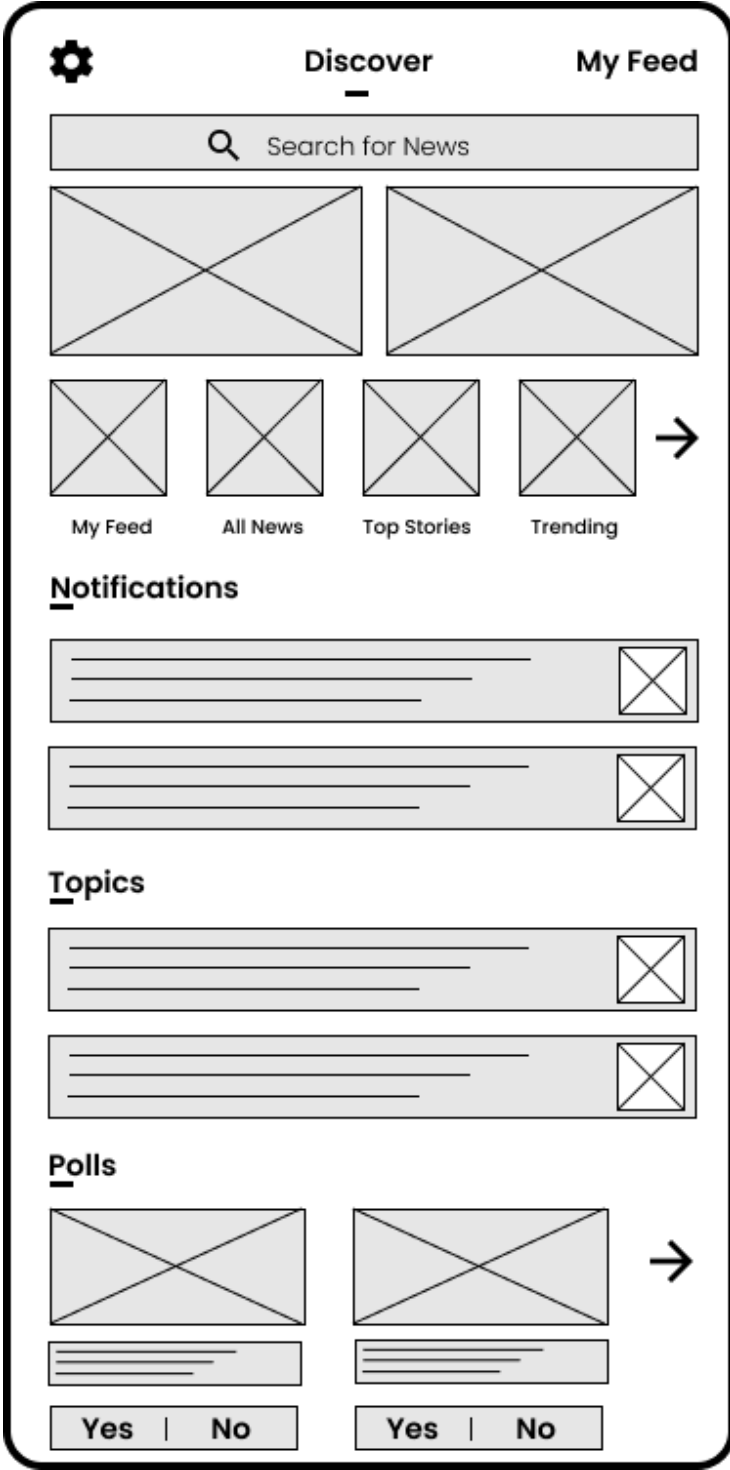 Discover My Feed
Search for News
My Feed All News Top Stories Trending
Notifications
Topics
Polls
Yes | No Yes | No